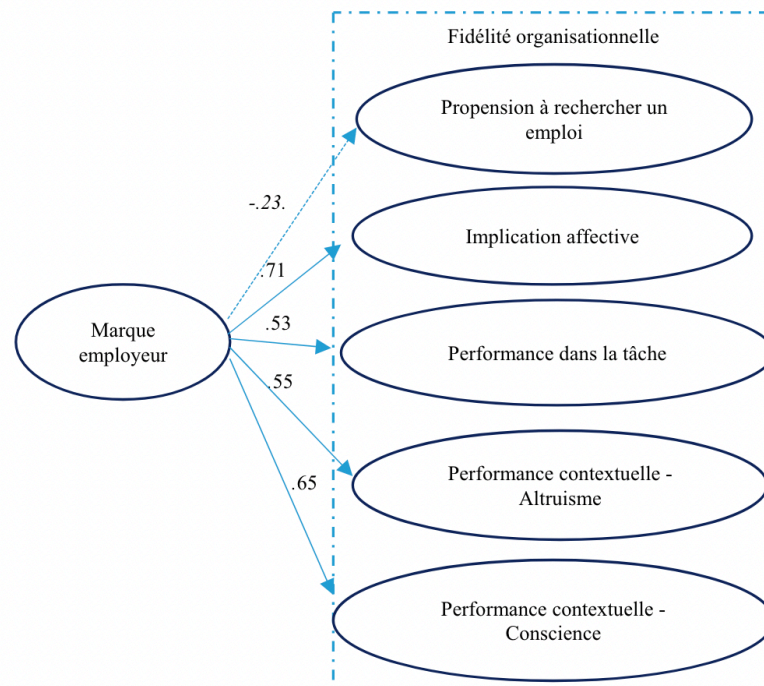 Fidélité organisationnelle
Propension à rechercher un
emploi
-.23.
Implication affective
.71
Marque
employeur
.53
Performance dans la tâche
.55
Performance contextuelle -
Altruisme
.65
Performance contextuelle -
Conscience